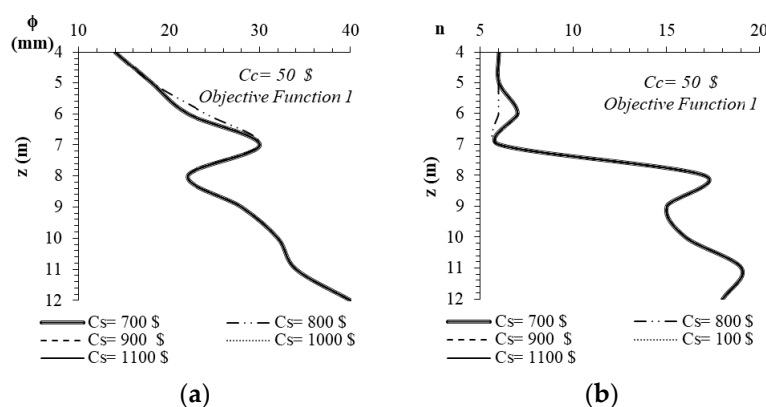 ϕ
(mm)
10 20 30 40
4
5
6
7
8
9
10
11
12
z (m)
Cc= 50 $
Objective Function 1
Cs= 700 $
Cs= 800 $
Cs= 900 $
Cs= 1000 $
Cs= 1100 $
(a)
n
5 10 15 20
4
5
6
7
8
9
10
11
12
z (m)
Cc= 50 $
Objective Function 1
Cs= 700 $
Cs= 800 $
Cs= 900 $
Cs= 100 $
Cs= 1100 $
(b)